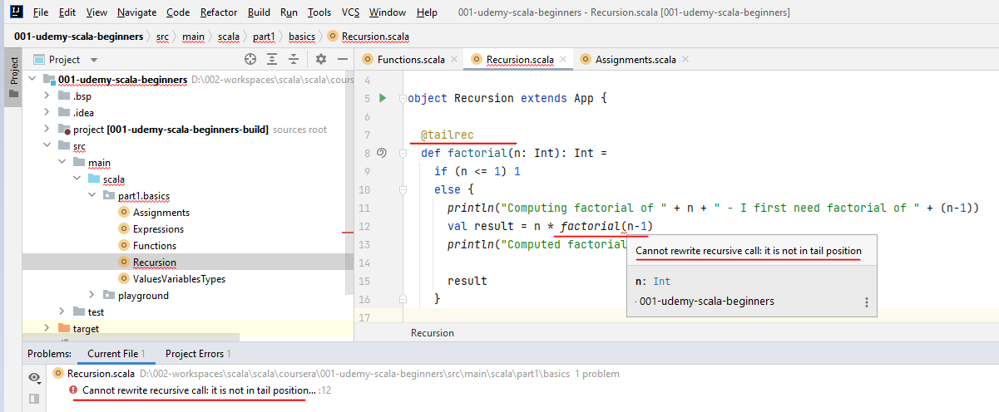 File Edit View Navigate Code Refactor Build Run Tools VCS Window Help 001-udemy-scala-beginners - Recursion.scala [001-udemy-scala-beginners]
001-udemy-scala-beginners src main scala part1 basics Recursion.scala
Project
Project
Functions.scala Recursion.scala Assignments.scala
001-udemy-scala-beginners D:\002-workspaces\scala\scala\cours
.bsp
.idea
project [001-udemy-scala-beginners-build] sources root
src
main
scala
part1.basics
Assignments
Expressions
Functions
Recursion
ValuesVariablesTypes
playground
test
target
4
5 object Recursion extends App {
6
7 @tailrec
8 def factorial(n: Int): Int =
9 if (n <= 1) 1
10 else {
11 println("Computing factorial of " + n + " - I first need factorial of " + (n-1))
12 val result = n * factorial(n-1)
13 println("Computed factorial
14
15 result
16 }
17
Cannot rewrite recursive call: it is not in tail position
n: Int
001-udemy-scala-beginners
Recursion
Problems: Current File 1 Project Errors 1
Recursion.scala D:\002-workspaces\scala\scala\coursera\001-udemy-scala-beginners\src\main\scala\part1\basics 1 problem
Cannot rewrite recursive call: it is not in tail position... :12